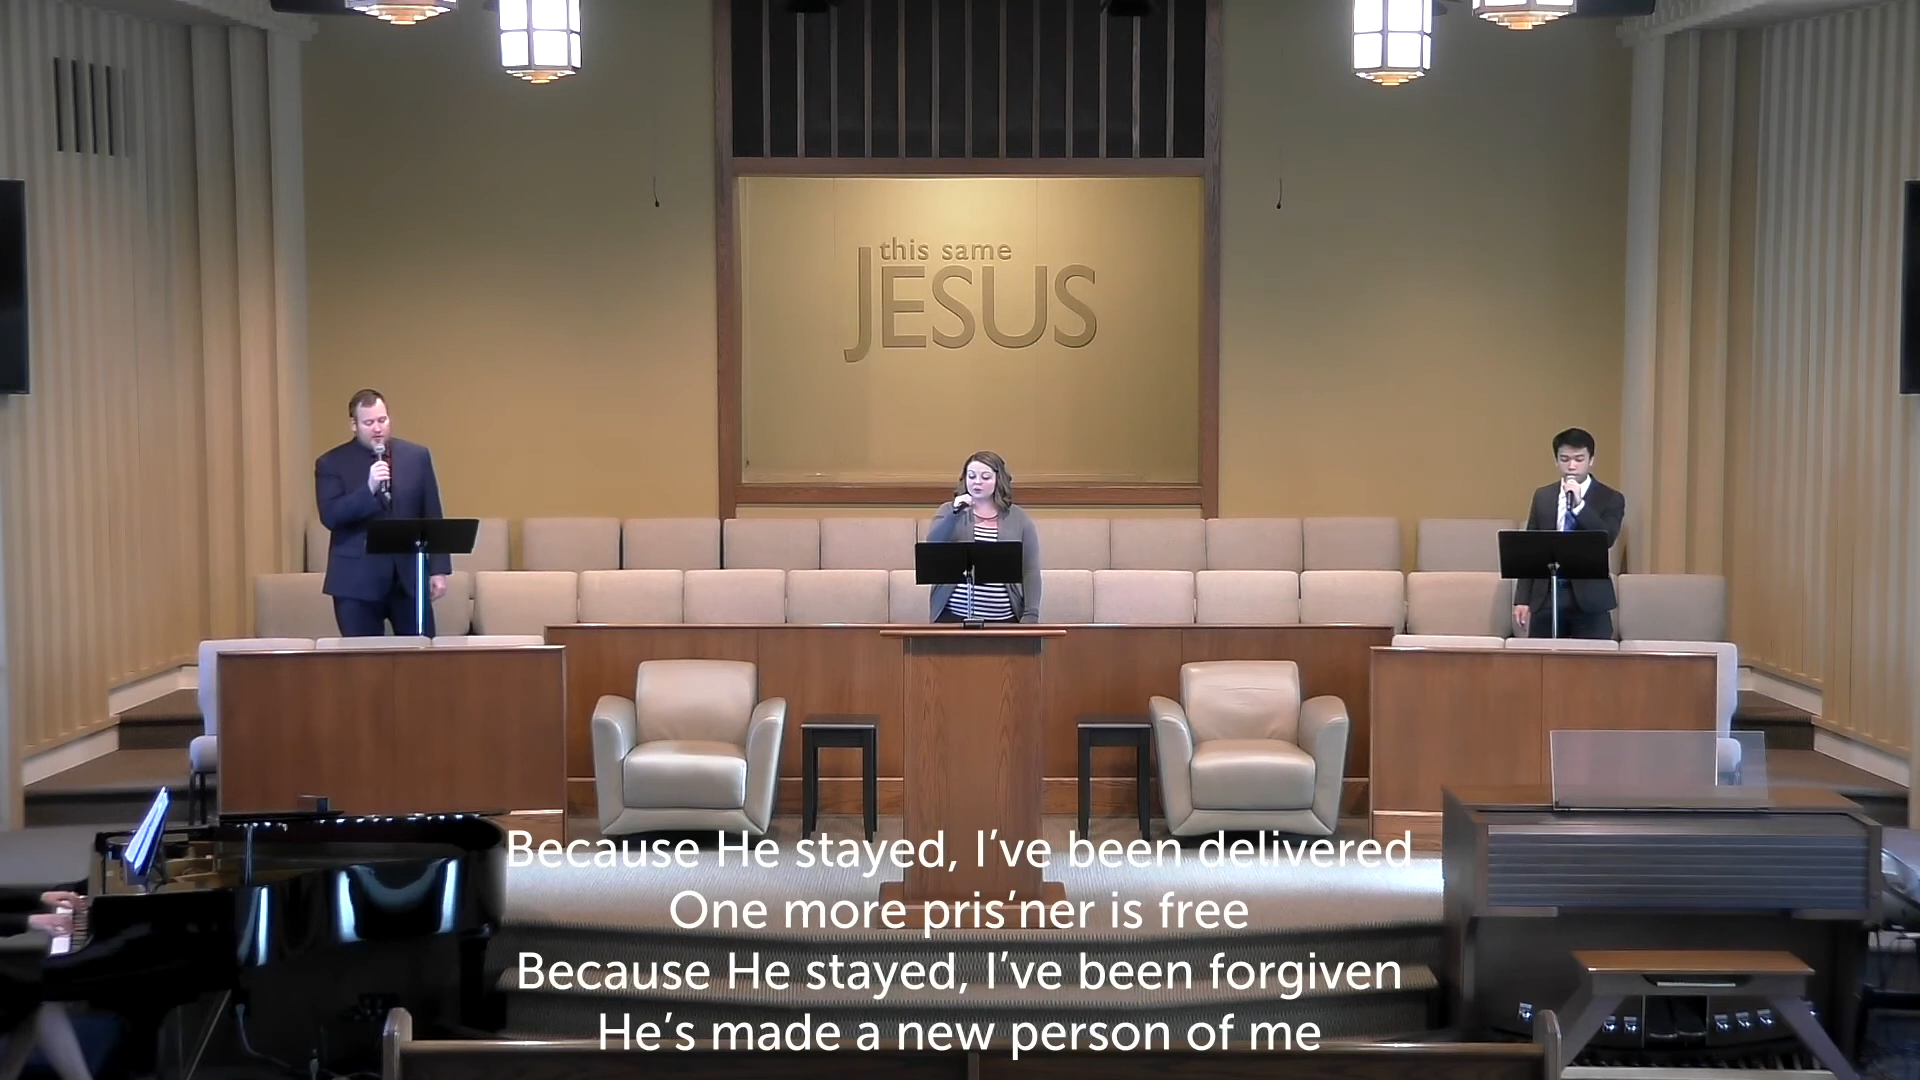 this same
JESUS
Because He stayed, I've been delivered
One more pris'ner is free
Because He stayed, I've been forgiven
He's made a new person of me